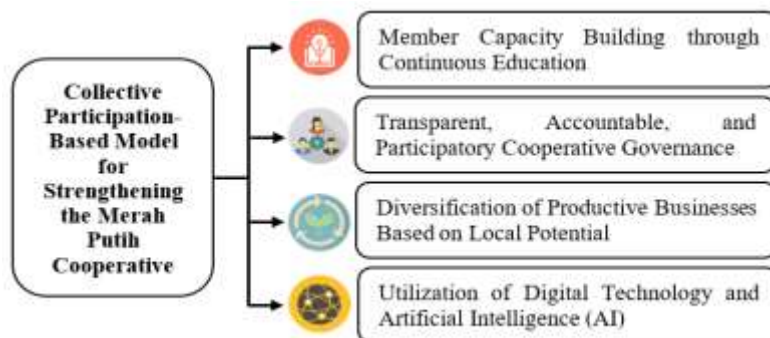 Collective
Participation-
Based Model
for
Strengthening
the Merah
Putih
Cooperative
Member Capacity Building through
Continuous Education
Transparent, Accountable, and
Participatory Cooperative Governance
Diversification of Productive Businesses
Based on Local Potential
Utilization of Digital Technology and
Artificial Intelligence (AI)